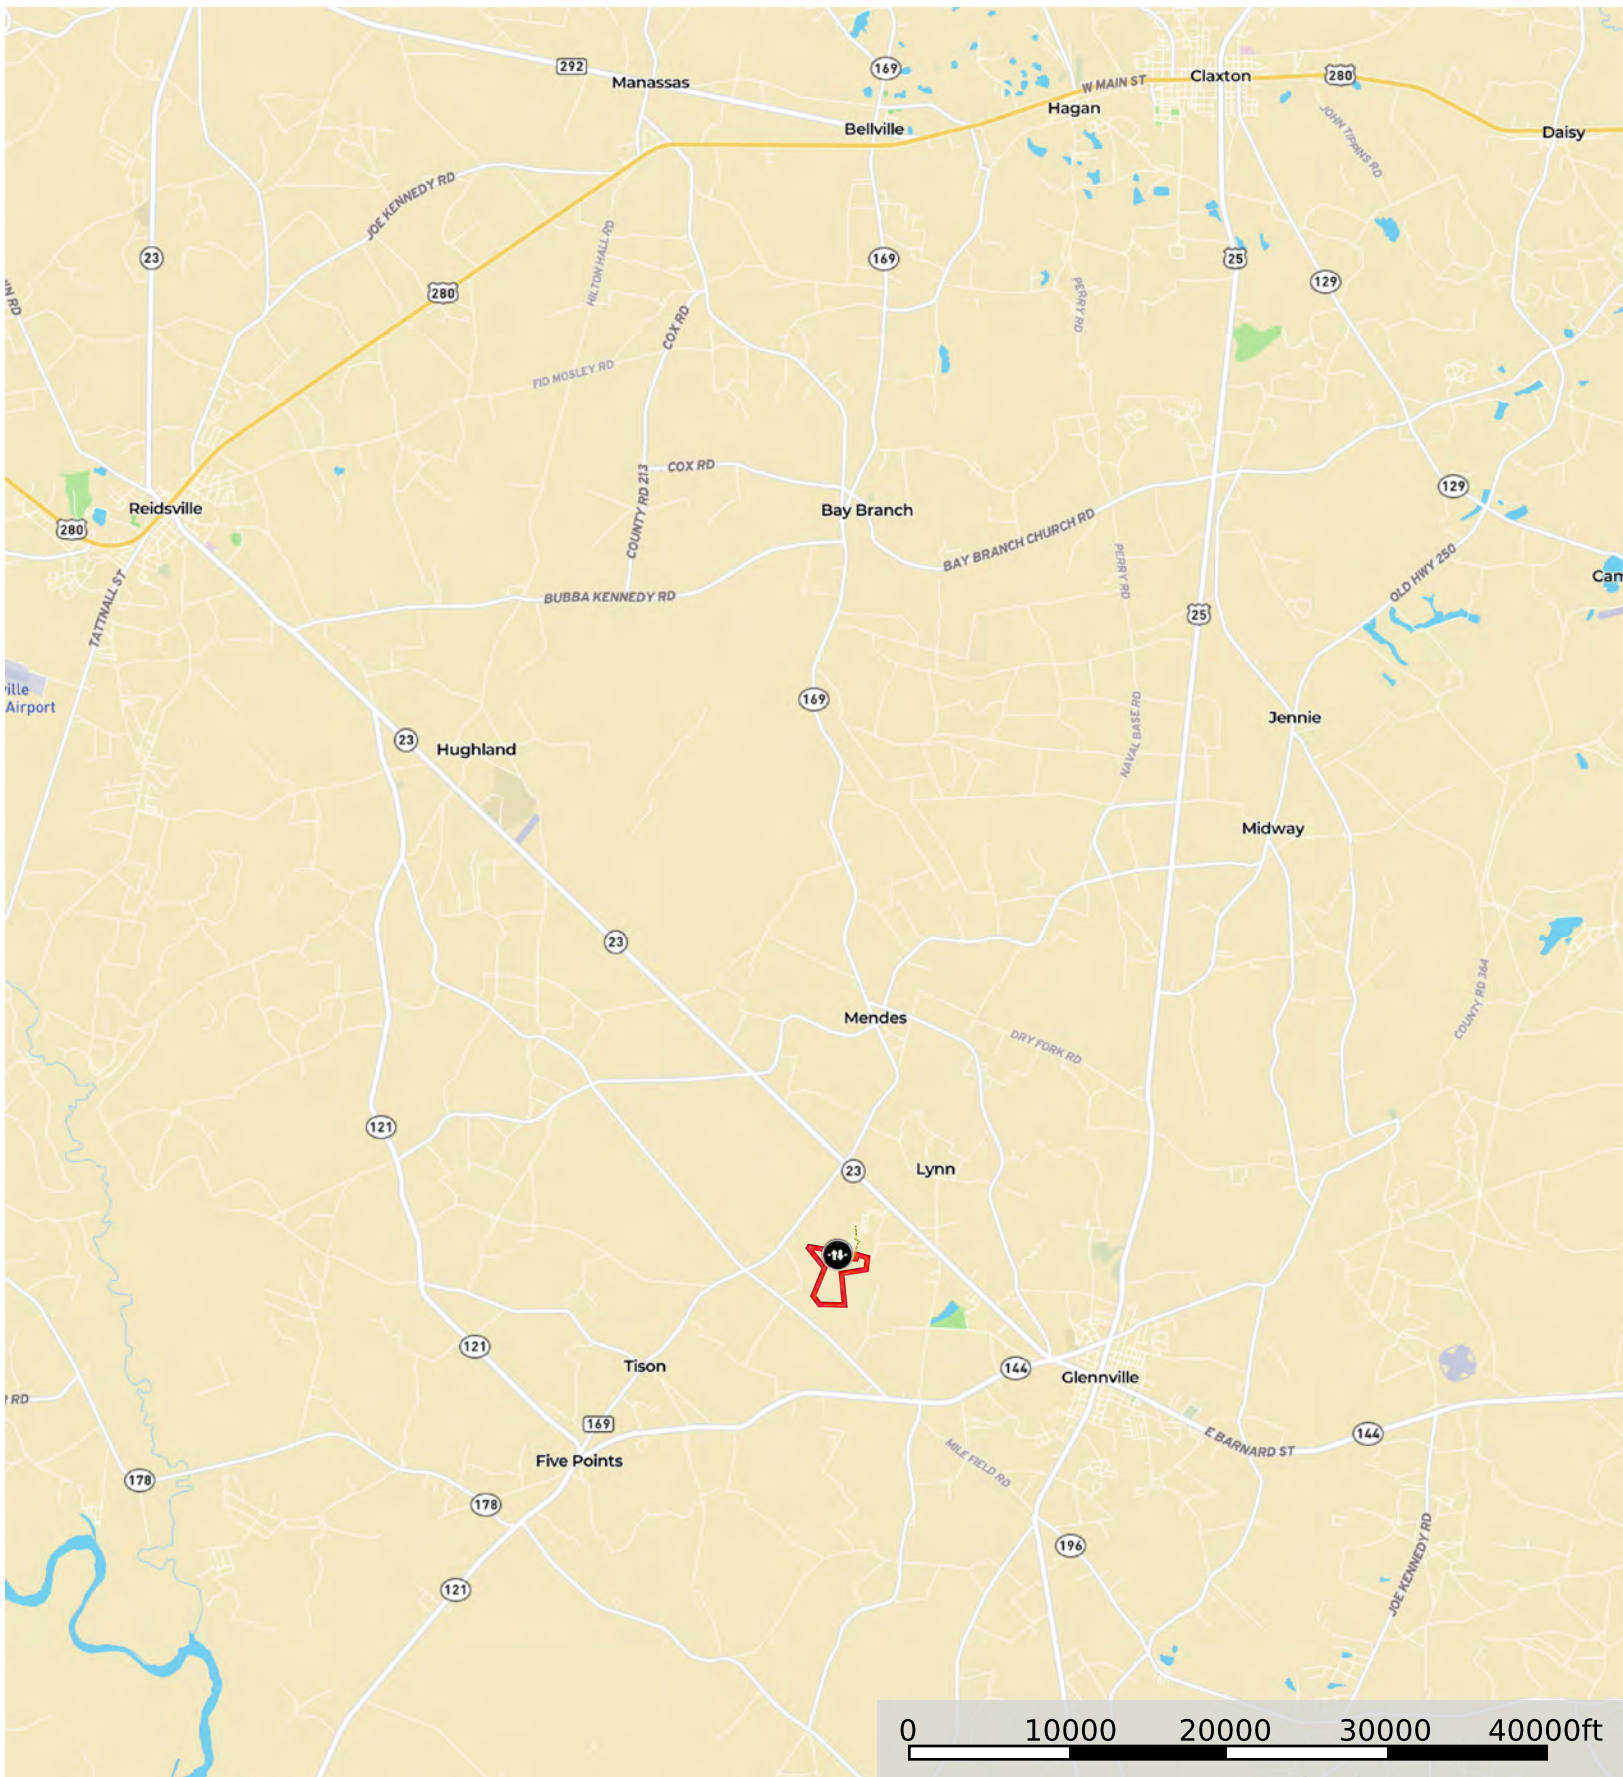 292
Manassas
169
Claxton
280
W MAIN ST
Hagan
Bellville
Daisy
JOHN TIPPINS RD
JOE KENNEDY RD
23
HILTON HALL RD
169
25
129
280
PERRY RD
COX RD
FID MOSLEY RD
COX RD
COUNTY RD 213
129
Reidsville
Bay Branch
280
BAY BRANCH CHURCH RD
PERRY RD
OLD HWY 250
Cam
TATTNALL ST
BUBBA KENNEDY RD
25
ville
Airport
169
NAVAL BASE RD
Jennie
23
Hughland
Midway
23
COUNTY RD 364
Mendes
DRY FORK RD
121
23
Lynn
121
Tison
144
Glennville
RD
169
E BARNARD ST
144
Five Points
MILE FIELD RD
178
178
196
JOE KENNEDY RD
121
0 10000 20000 30000 40000ft